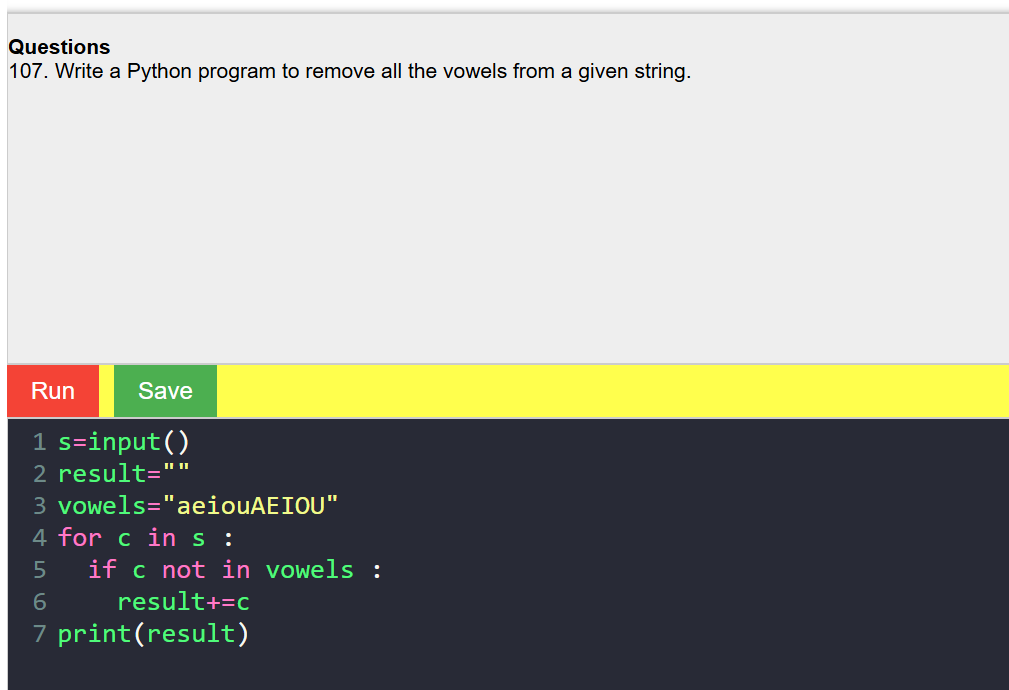 Questions
107. Write a Python program to remove all the vowels from a given string.
Run Save
1 s=input()
2 result=""
3 vowels="aeiouAEIOU"
4 for c in s :
5   if c not in vowels :
6     result+=c
7 print(result)